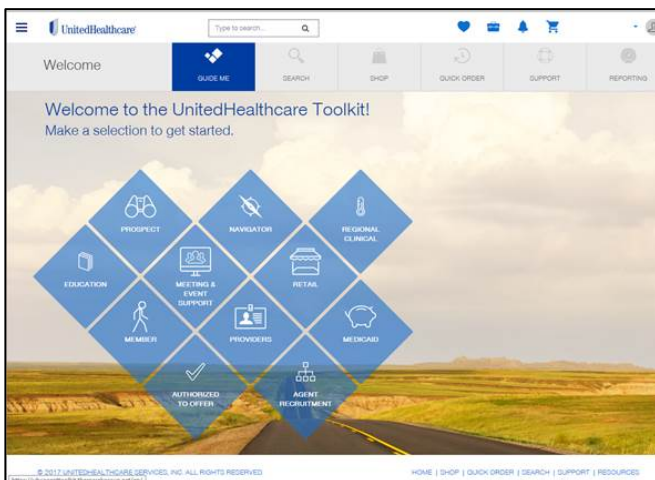 UnitedHealthcare
Type to search...
Welcome
GUIDE ME
SEARCH
SHOP
QUICK ORDER
SUPPORT
REPORTING
Welcome to the UnitedHealthcare Toolkit!
Make a selection to get started.
PROSPECT
NAVIGATOR
REGIONAL
CLINICAL
EDUCATION
MEETING &
EVENT
SUPPORT
RETAIL
MEMBER
PROVIDERS
MEDICAID
AUTHORIZED
TO OFFER
AGENT
RECRUITMENT
© 2017 UNITEDHEALTHCARE SERVICES, INC. ALL RIGHTS RESERVED
HOME | SHOP | QUICK ORDER | SEARCH | SUPPORT | RESOURCES